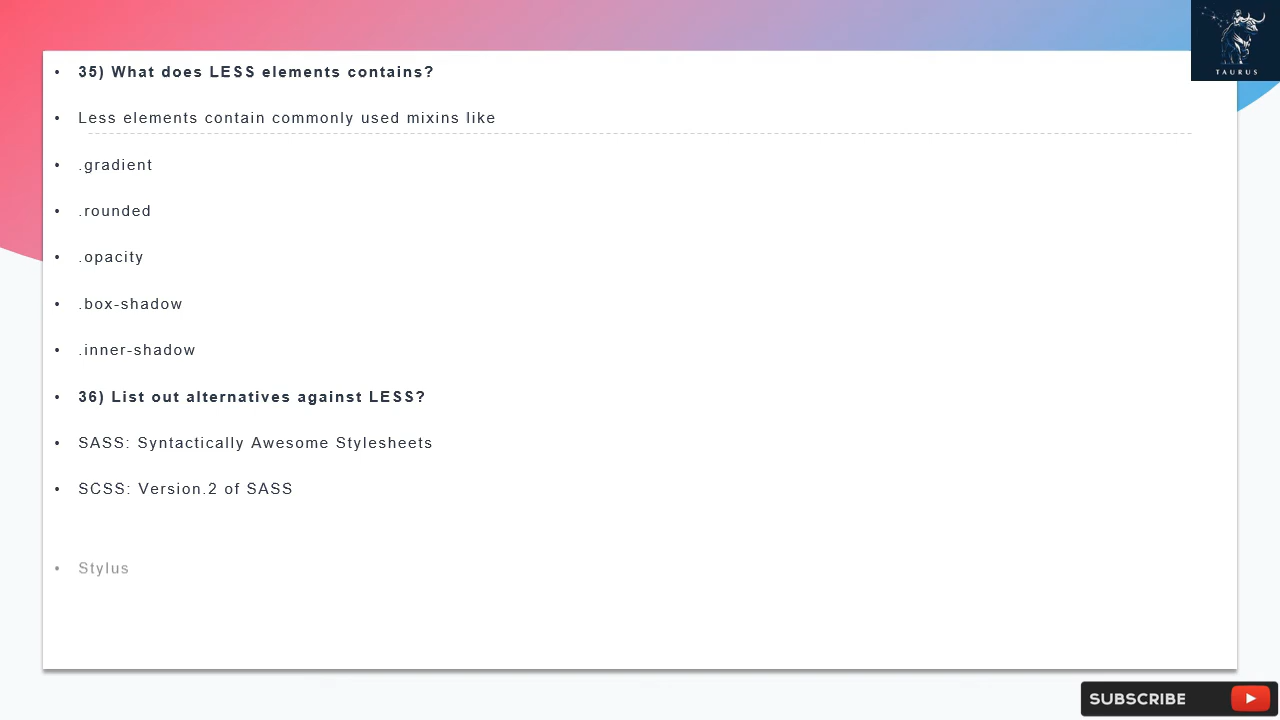 TAURUS
• 35) What does LESS elements contains?
• Less elements contain commonly used mixins like
• .gradient
• .rounded
• .opacity
• .box-shadow
• .inner-shadow
• 36) List out alternatives against LESS?
• SASS: Syntactically Awesome Stylesheets
• SCSS: Version.2 of SASS
• Stylus
SUBSCRIBE